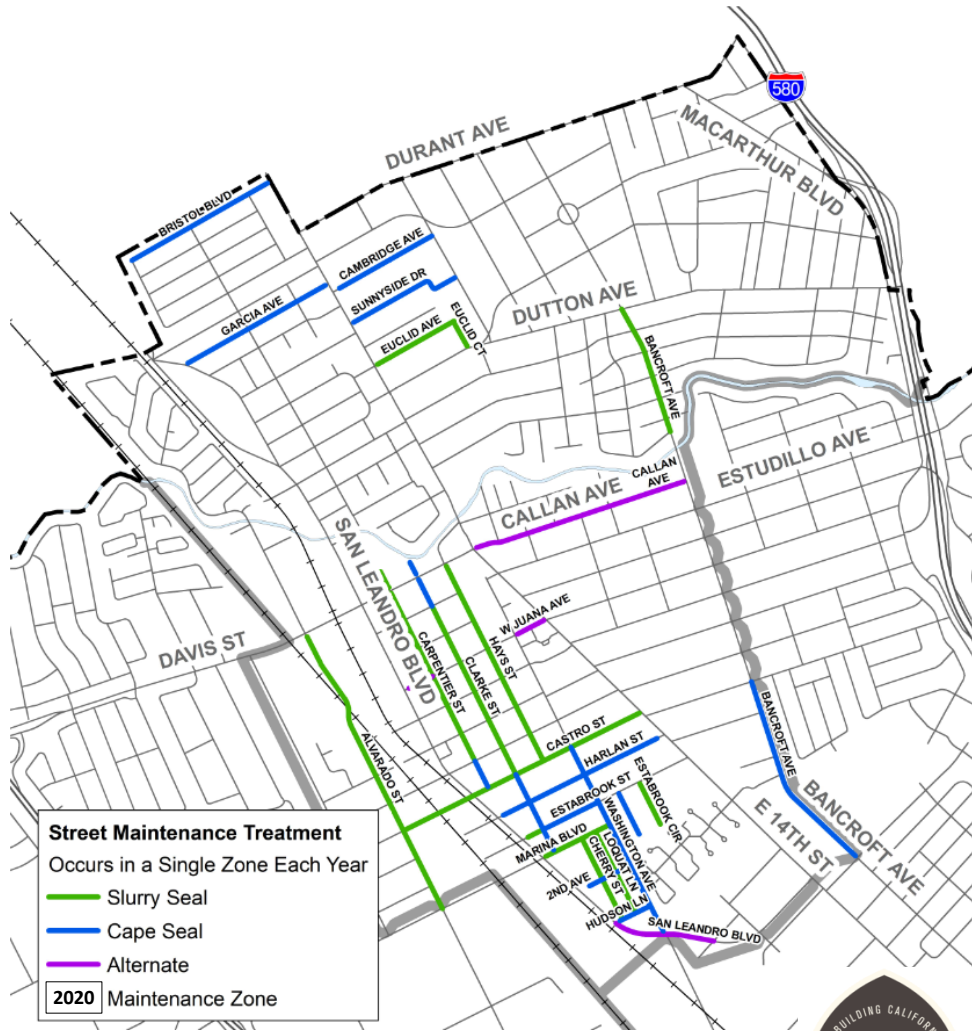 580
DURANT AVE
MACARTHUR BLVD
BRISTOL BLVD
CAMBRIDGE AVE
SUNNYSIDE DR
GARCIA AVE
EUCLID AVE
EUCLID CT
DUTTON AVE
BANCROFT AVE
ESTUDILLO AVE
CALLAN
AVE
CALLAN AVE
SAN LEANDRO BLVD
W JUANA AVE
HAYS ST
DAVIS ST
CARPENTIER ST
CLARKE ST
CASTRO ST
HARLAN ST
BANCROFT AVE
ALVARADO ST
ESTABROOK ST
ESTABROOK CIR
WASHINGTON AVE
BANCROFT AVE
E 14TH ST
MARINA BLVD
LOQUAT LN
CHERRY ST
2ND AVE
HUDSON LN
SAN LEANDRO BLVD
Street Maintenance Treatment
Occurs in a Single Zone Each Year
Slurry Seal
Cape Seal
Alternate
2020 Maintenance Zone
BUILDING